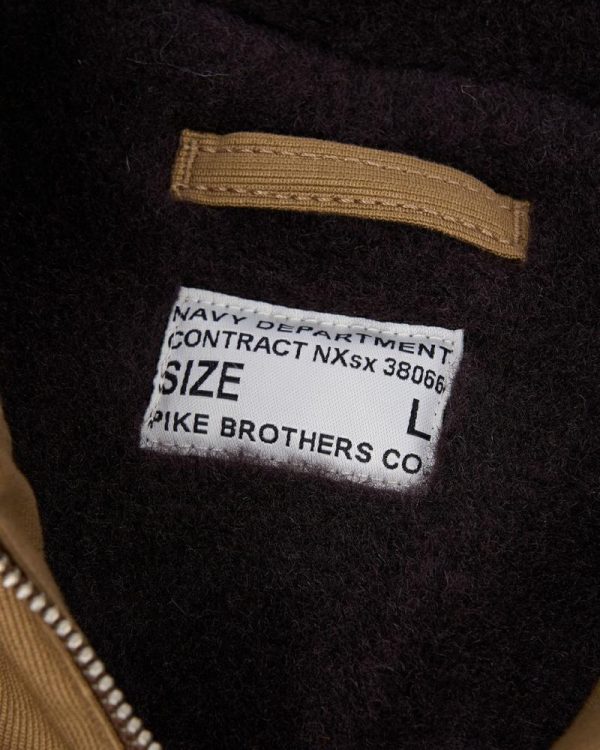 NAVY DEPARTMENT
CONTRACT NXsx 38066
SIZE L
PIKE BROTHERS CO